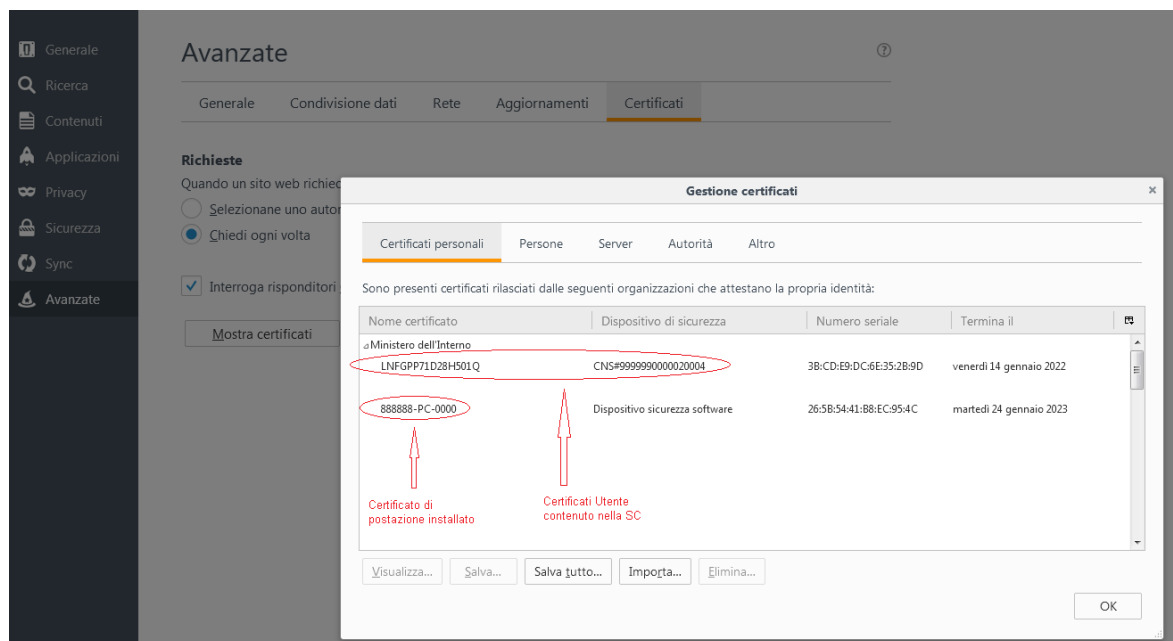 Generale
Ricerca
Contenuti
Applicazioni
Privacy
Sicurezza
Sync
Avanzate
Avanzate
?
Generale Condivisione dati Rete Aggiornamenti Certificati
Richieste
Quando un sito web richied
Selezionane uno auto
Chiedi ogni volta
Interroga risponditori
Mostra certificati
Gestione certificati
Certificati personali Persone Server Autorità Altro
Sono presenti certificati rilasciati dalle seguenti organizzazioni che attestano la propria identità:
Nome certificato Dispositivo di sicurezza Numero seriale Termina il
Ministero dell'Interno
LNFGPP71D28H501Q CNS#9999990000020004 3B:CD:E9:DC:6E:35:2B:9D venerdì 14 gennaio 2022
888888-PC-0000 Dispositivo sicurezza software 26:5B:54:41:B8:EC:95:4C martedì 24 gennaio 2023
Certificato di
postazione installato
Certificati Utente
contenuto nella SC
Visualizza... Salva... Salva tutto... Importa... Elimina...
OK